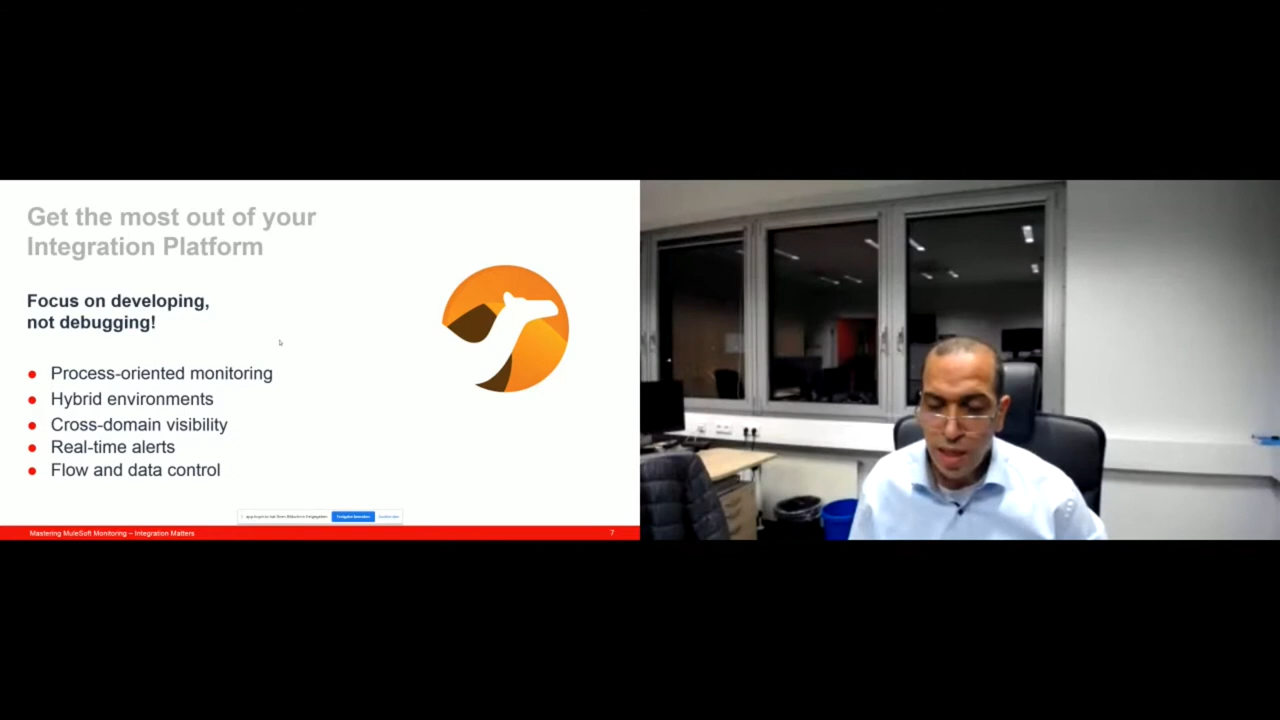 Get the most out of your
Integration Platform
Focus on developing,
not debugging!
Process-oriented monitoring
Hybrid environments
Cross-domain visibility
Real-time alerts
Flow and data control
Mastering MuleSoft Monitoring – Integration Matters
7